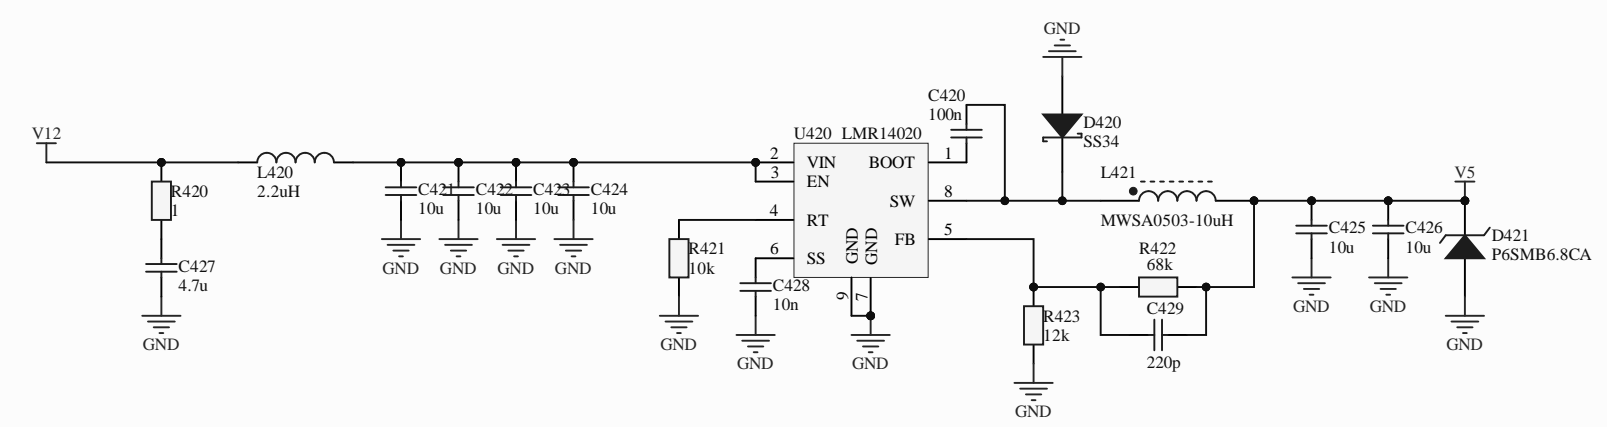 GND
V12
R420
1
C427
4.7u
GND
L420
2.2uH
C421
10u
GND
C422
10u
GND
C423
10u
GND
C424
10u
GND
U420 LMR14020
2
VIN
3
EN
4
RT
6
SS
BOOT
1
SW
8
FB
5
GND
GND
9
7
GND
R421
10k
GND
C428
10n
GND
C420
100n
D420
SS34
L421
MWSA0503-10uH
R422
68k
C429
220p
R423
12k
GND
C425
10u
GND
C426
10u
GND
V5
D421
P6SMB6.8CA
GND